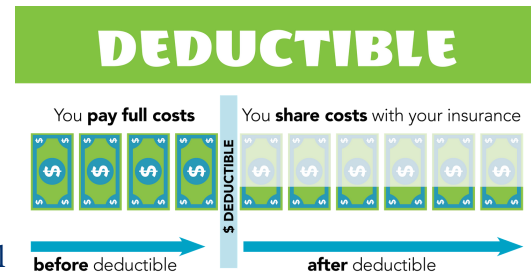 DEDUCTIBLE
You pay full costs
You share costs with your insurance
$ DEDUCTIBLE
$ $ $ $ $ $ $ $ $ $
before deductible
after deductible